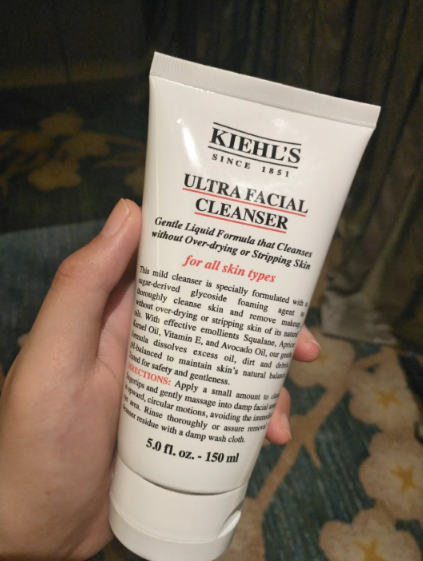 KIEHL'S
SINCE 1851
ULTRA FACIAL
CLEANSER
Gentle Liquid Formula that Cleanses
without Over-drying or Stripping Skin
for all skin types
This mild cleanser is specially formulated with a
sugar-derived glycoside foaming agent to
thoroughly cleanse skin and remove makeup
without over-drying or stripping skin of its natural
oils. With effective emollients Squalane, Apricot
Kernel Oil, Vitamin E, and Avocado Oil, our gentle
formula dissolves excess oil, dirt and debris.
pH-balanced to maintain skin's natural balance.
for safety and gentleness.
DIRECTIONS: Apply a small amount to
fingertips and gently massage into damp facial area
upward, circular motions, avoiding the immediate
area. Rinse thoroughly or assure removal
residue with a damp wash cloth.
5.0 fl. oz. - 150 ml